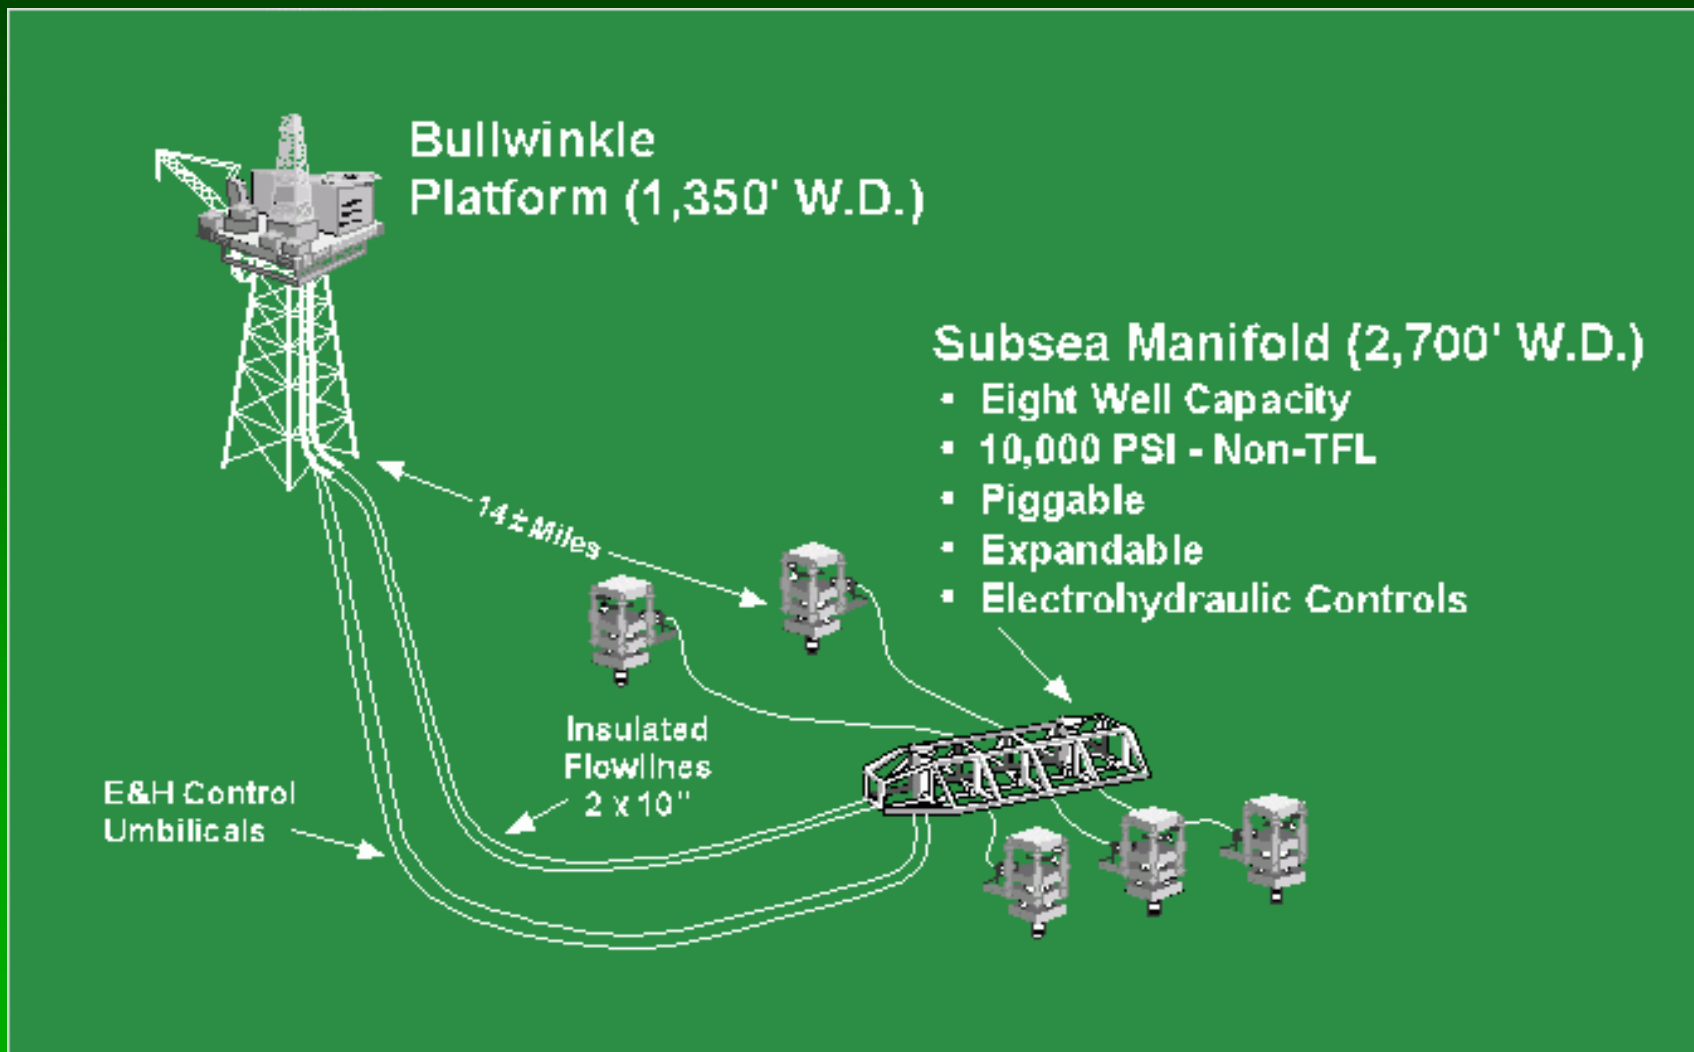 Bullwinkle
Platform (1,350' W.D.)
Subsea Manifold (2,700' W.D.)
▪ Eight Well Capacity
▪ 10,000 PSI - Non-TFL
▪ Piggable
▪ Expandable
▪ Electrohydraulic Controls
14± Miles
Insulated
Flowlines
2 x 10"
E&H Control
Umbilicals